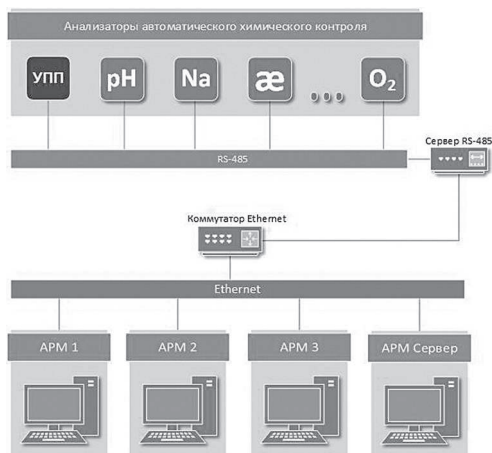 Анализаторы автоматического химического контроля
УПП
pH
Na
æ
O₂
Сервер RS-485
RS-485
Коммутатор Ethernet
Ethernet
АРМ 1
АРМ 2
АРМ 3
АРМ Сервер